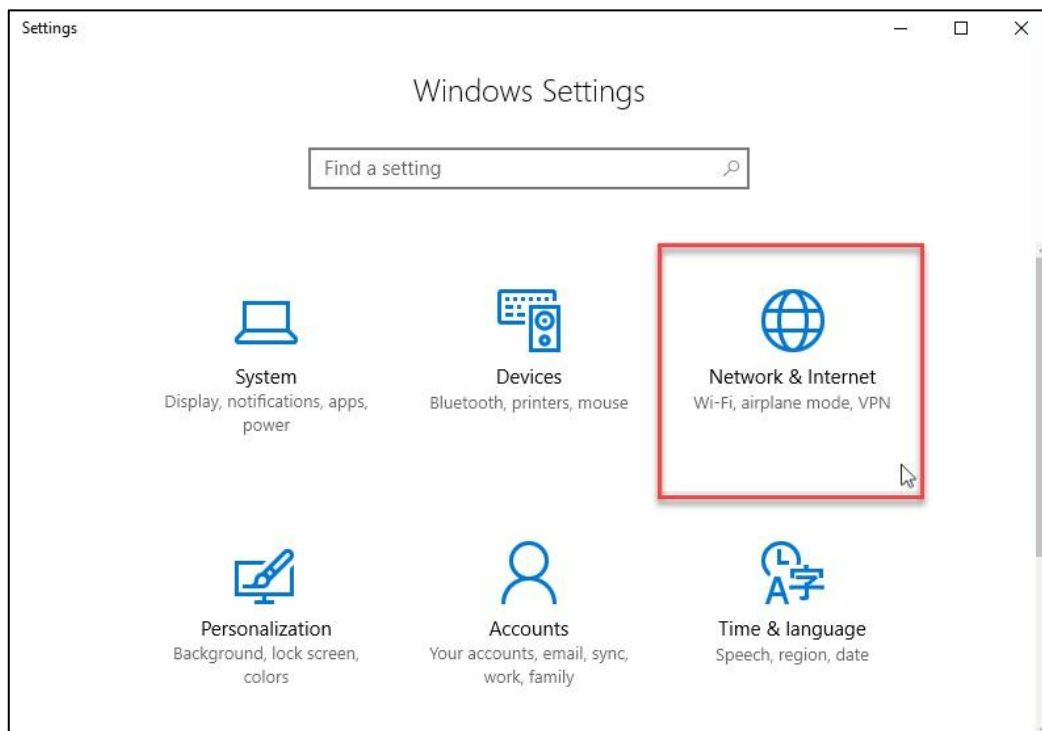 Settings
Windows Settings
Find a setting
System
Display, notifications, apps,
power
Devices
Bluetooth, printers, mouse
Network & Internet
Wi-Fi, airplane mode, VPN
Personalization
Background, lock screen,
colors
Accounts
Your accounts, email, sync,
work, family
Time & language
Speech, region, date